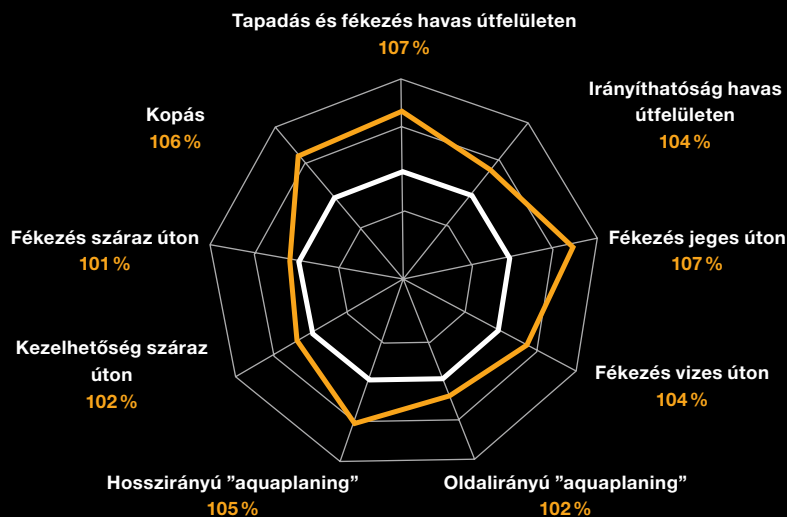 Tapadás és fékezés havas útfelületen
107 %
Irányíthatóság havas
útfelületen
104 %
Fékezés jeges úton
107 %
Fékezés vizes úton
104 %
Oldalirányú ”aquaplaning”
102 %
Hosszirányú ”aquaplaning”
105 %
Kezelhetőség száraz
úton
102 %
Fékezés száraz úton
101 %
Kopás
106 %